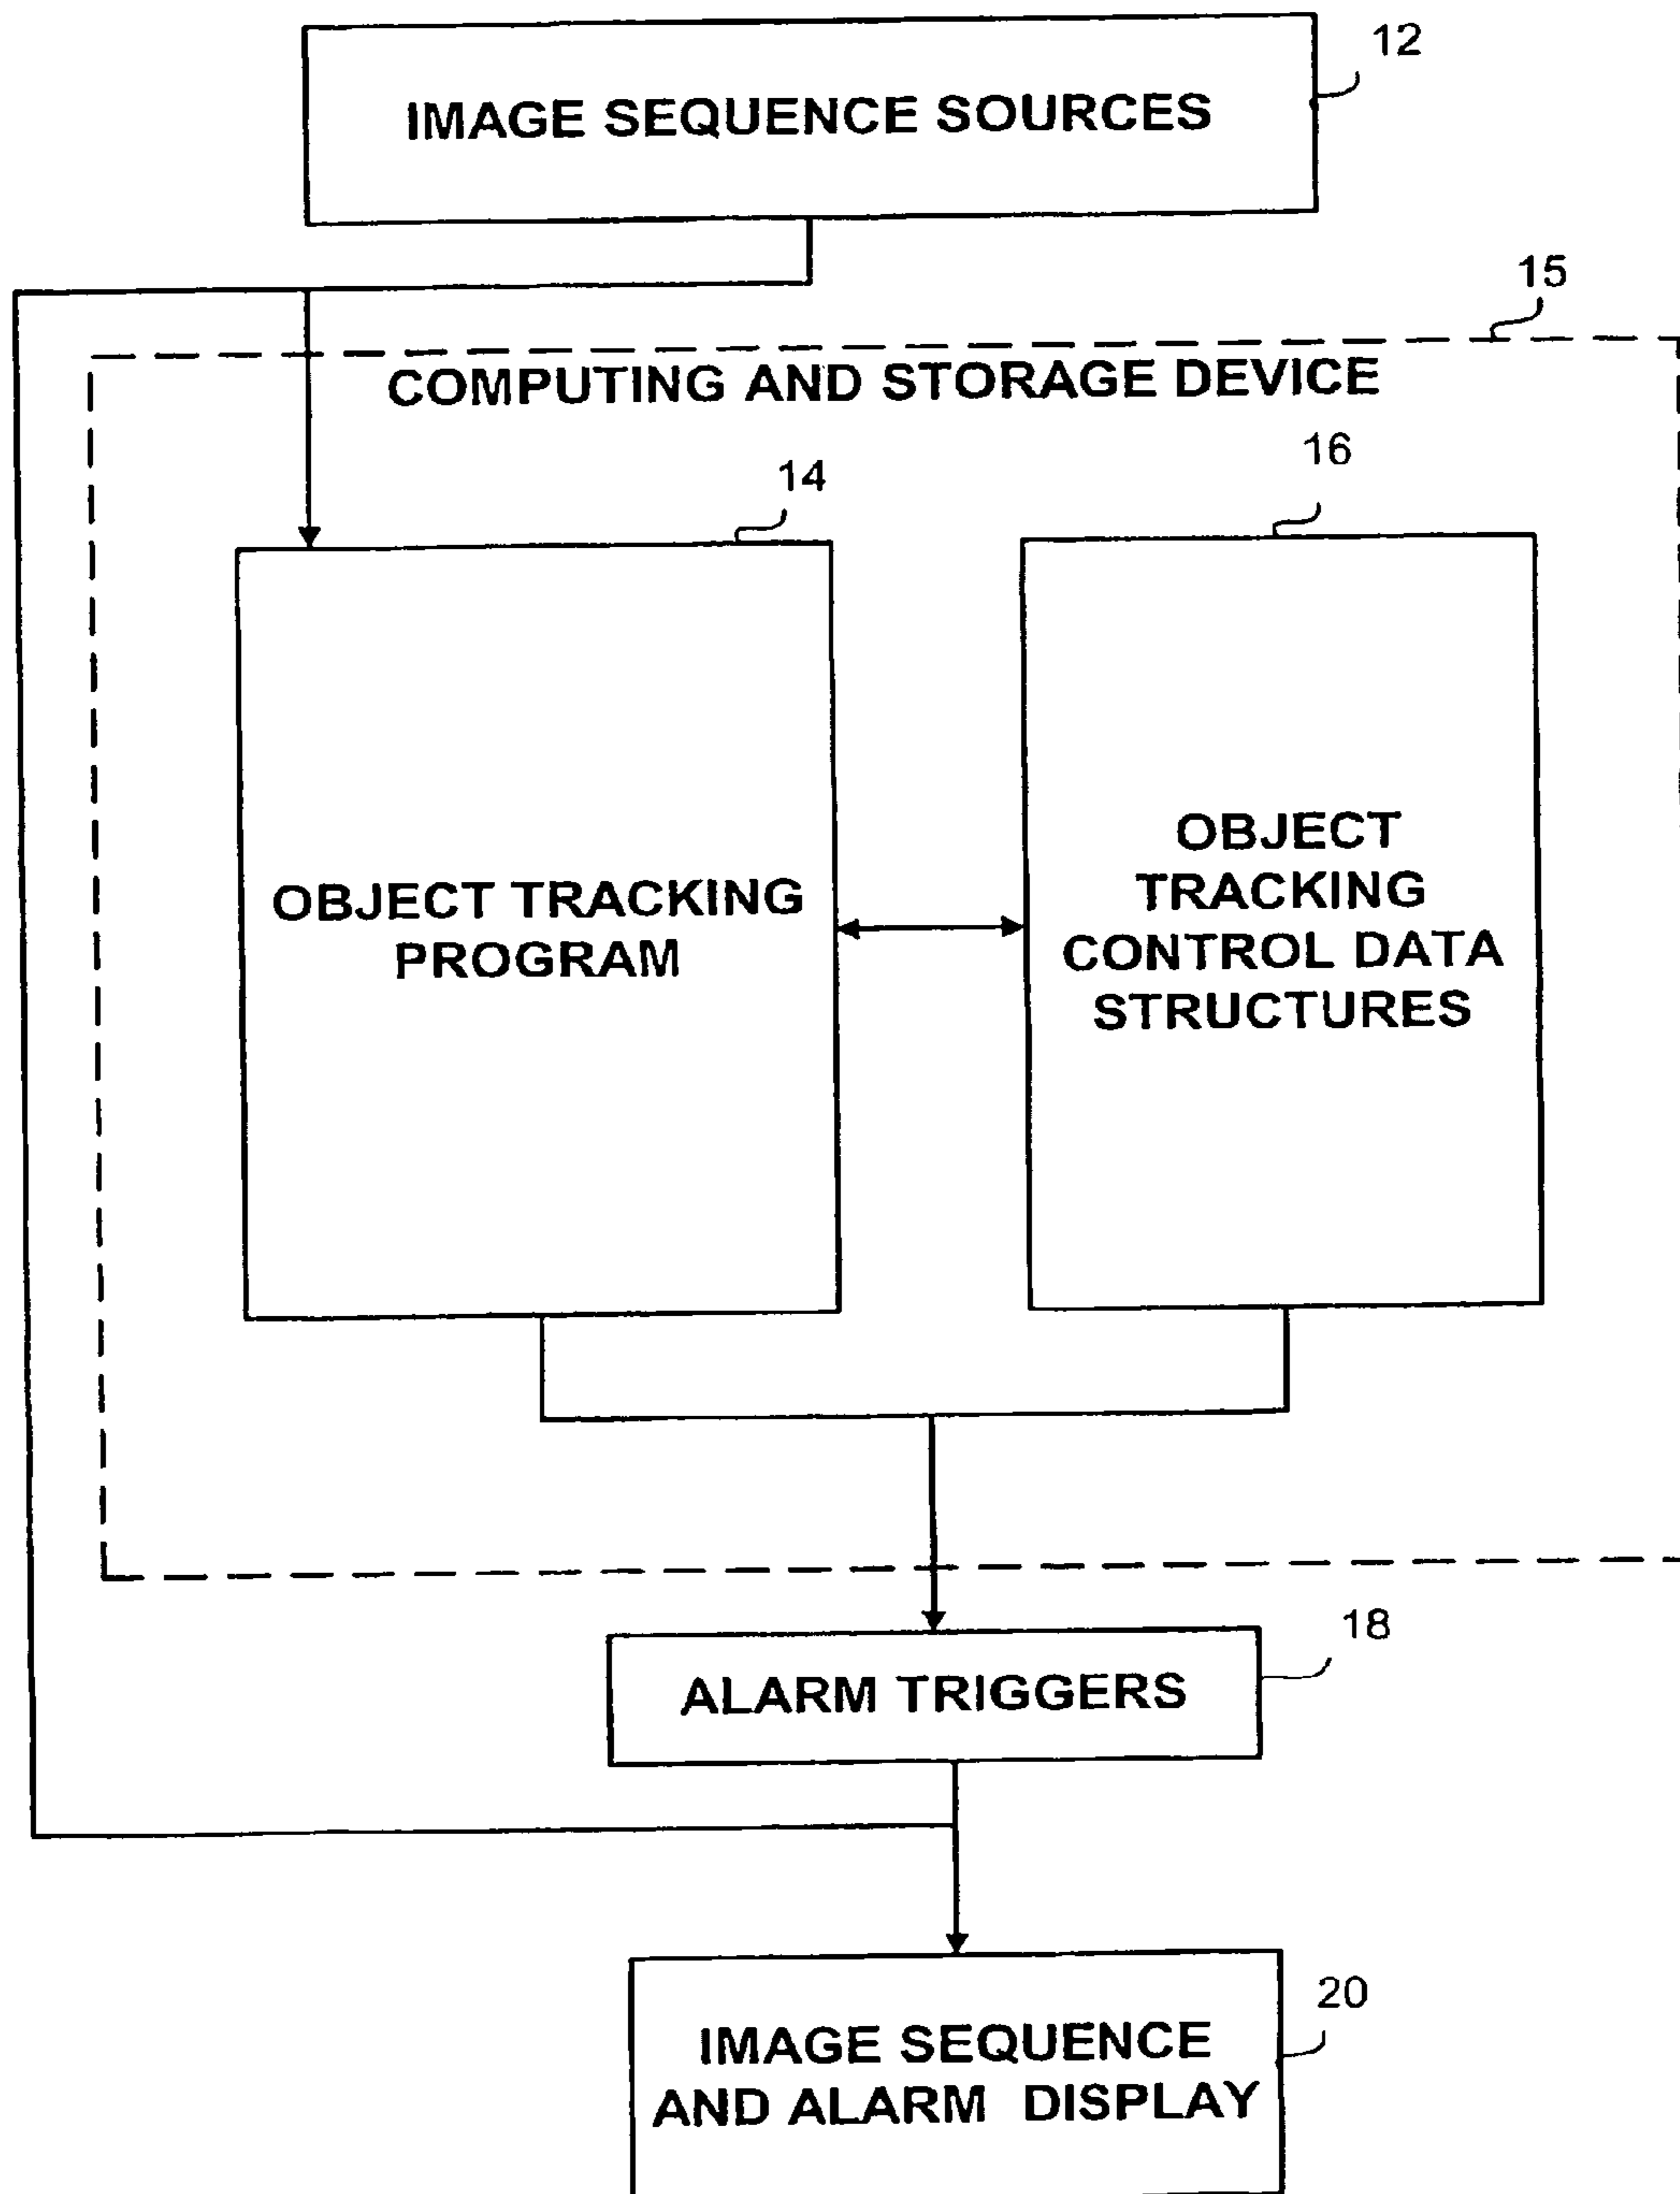 12
IMAGE SEQUENCE SOURCES
15
COMPUTING AND STORAGE DEVICE
14
16
OBJECT TRACKING
PROGRAM
OBJECT
TRACKING
CONTROL DATA
STRUCTURES
18
ALARM TRIGGERS
20
IMAGE SEQUENCE
AND ALARM DISPLAY